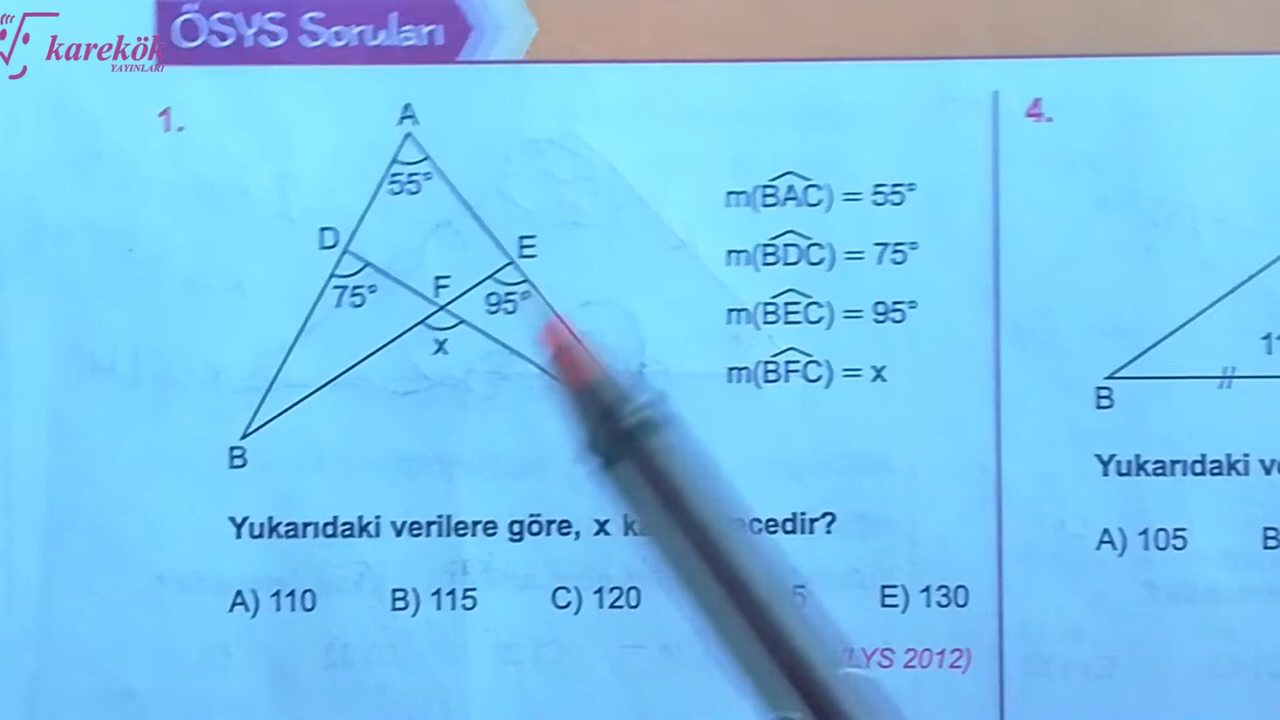 karekök
YAYINLARI
ÖSYS Soruları
1.
A
55°
D
E
75°
F
95°
x
B
m(BAC) = 55°
m(BDC) = 75°
m(BEC) = 95°
m(BFC) = x
Yukarıdaki verilere göre, x
A) 110 B) 115 C) 120 5 E) 130
LYS 2012)
4.
B
Yukarıdaki
A) 105 B